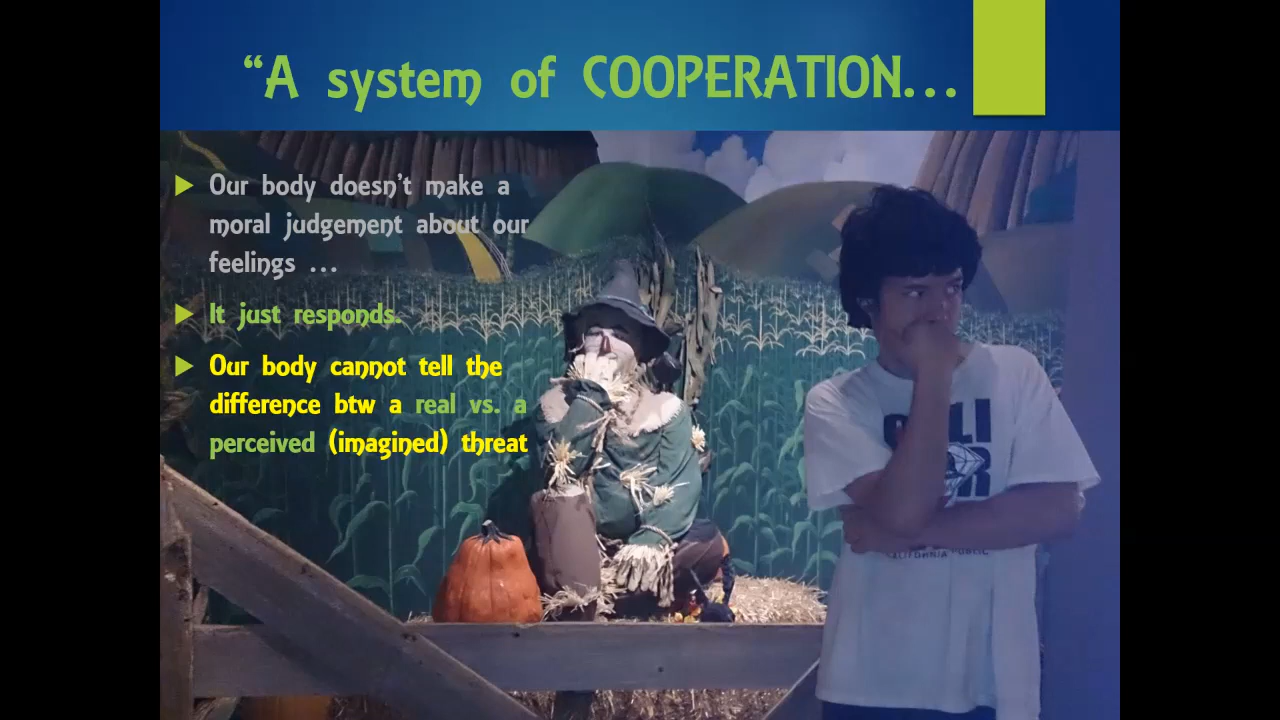 “A system of COOPERATION…
Our body doesn’t make a
moral judgement about our
feelings …
It just responds.
Our body cannot tell the
difference btw a real vs. a
perceived (imagined) threat